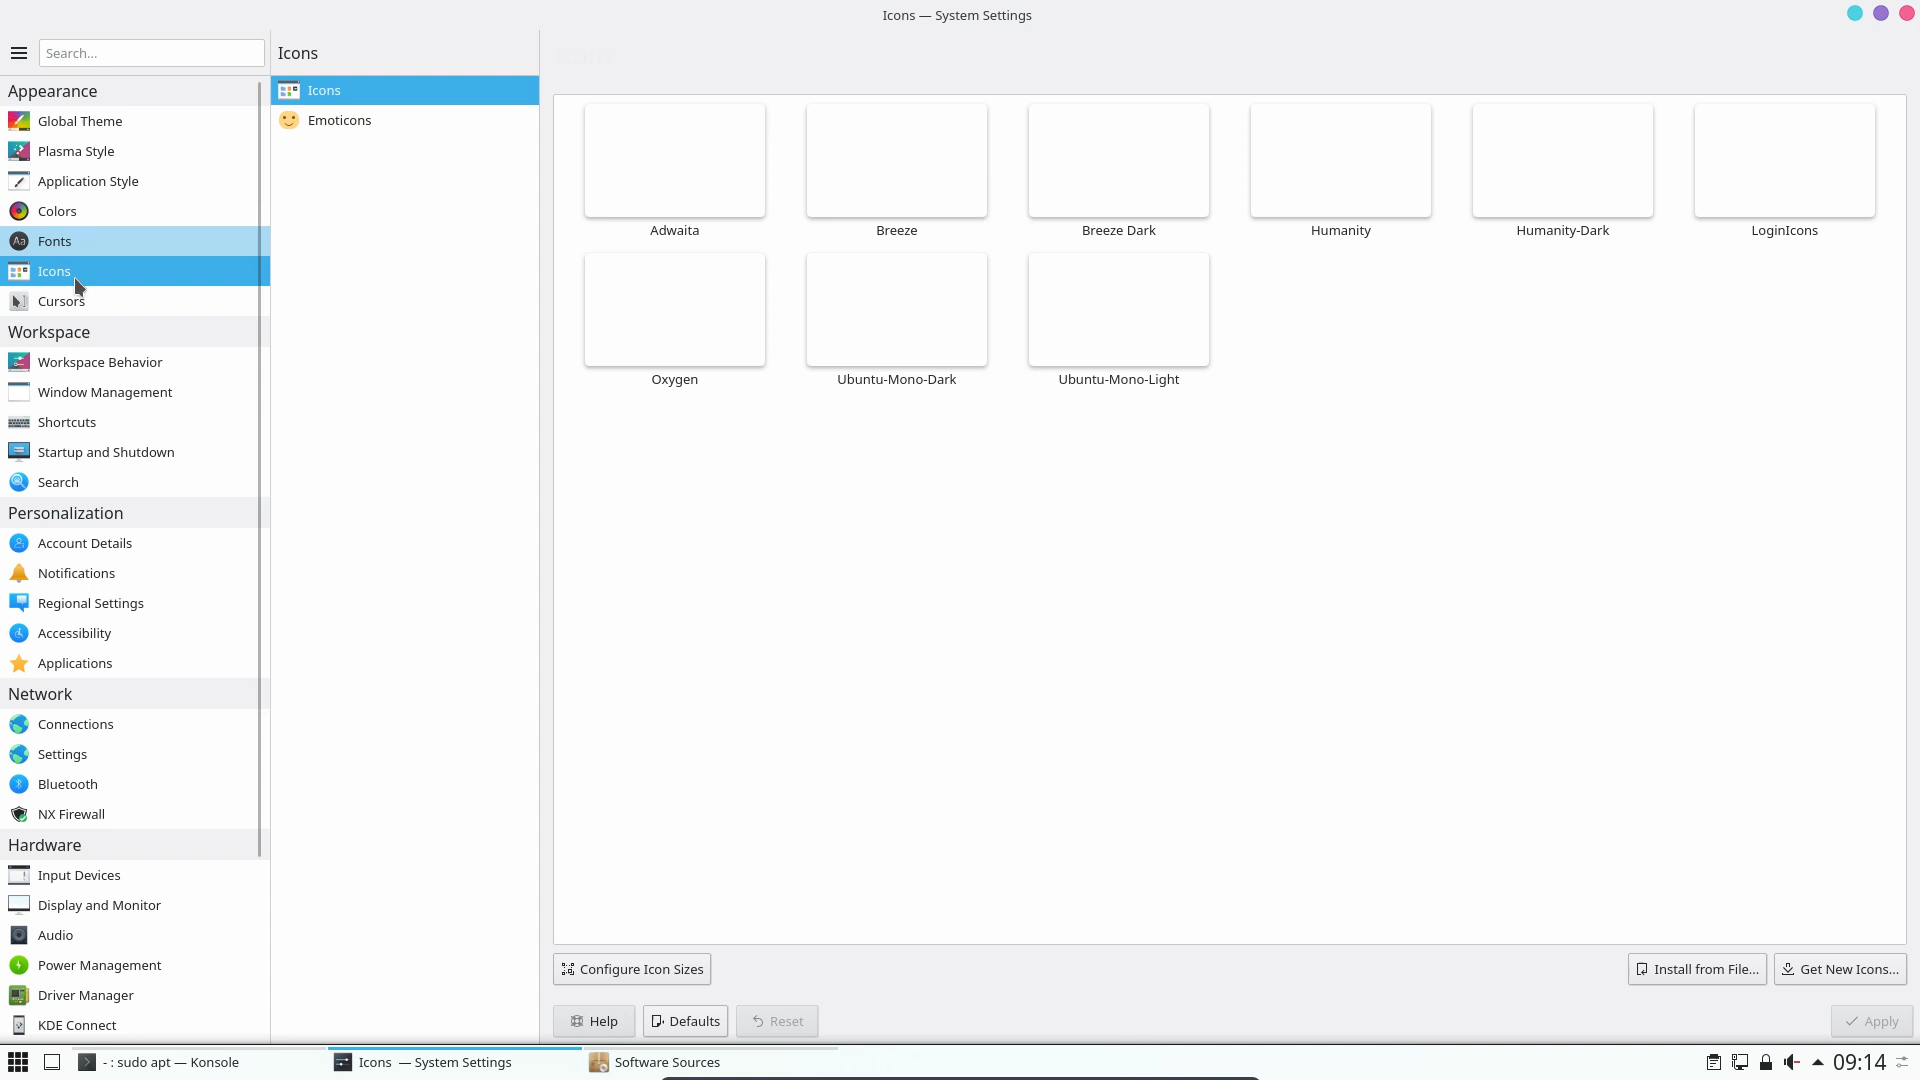 Icons — System Settings
Search...
Icons
Appearance
Global Theme
Plasma Style
Application Style
Colors
Aa Fonts
Icons
Cursors
Workspace
Workspace Behavior
Window Management
Shortcuts
Startup and Shutdown
Search
Personalization
Account Details
Notifications
Regional Settings
Accessibility
Applications
Network
Connections
Settings
Bluetooth
NX Firewall
Hardware
Input Devices
Display and Monitor
Audio
Power Management
Driver Manager
KDE Connect
Icons
Emoticons
Adwaita
Breeze
Breeze Dark
Humanity
Humanity-Dark
LoginIcons
Oxygen
Ubuntu-Mono-Dark
Ubuntu-Mono-Light
Configure Icon Sizes
Install from File...
Get New Icons...
Help
Defaults
Reset
Apply
- : sudo apt — Konsole
Icons — System Settings
Software Sources
09:14